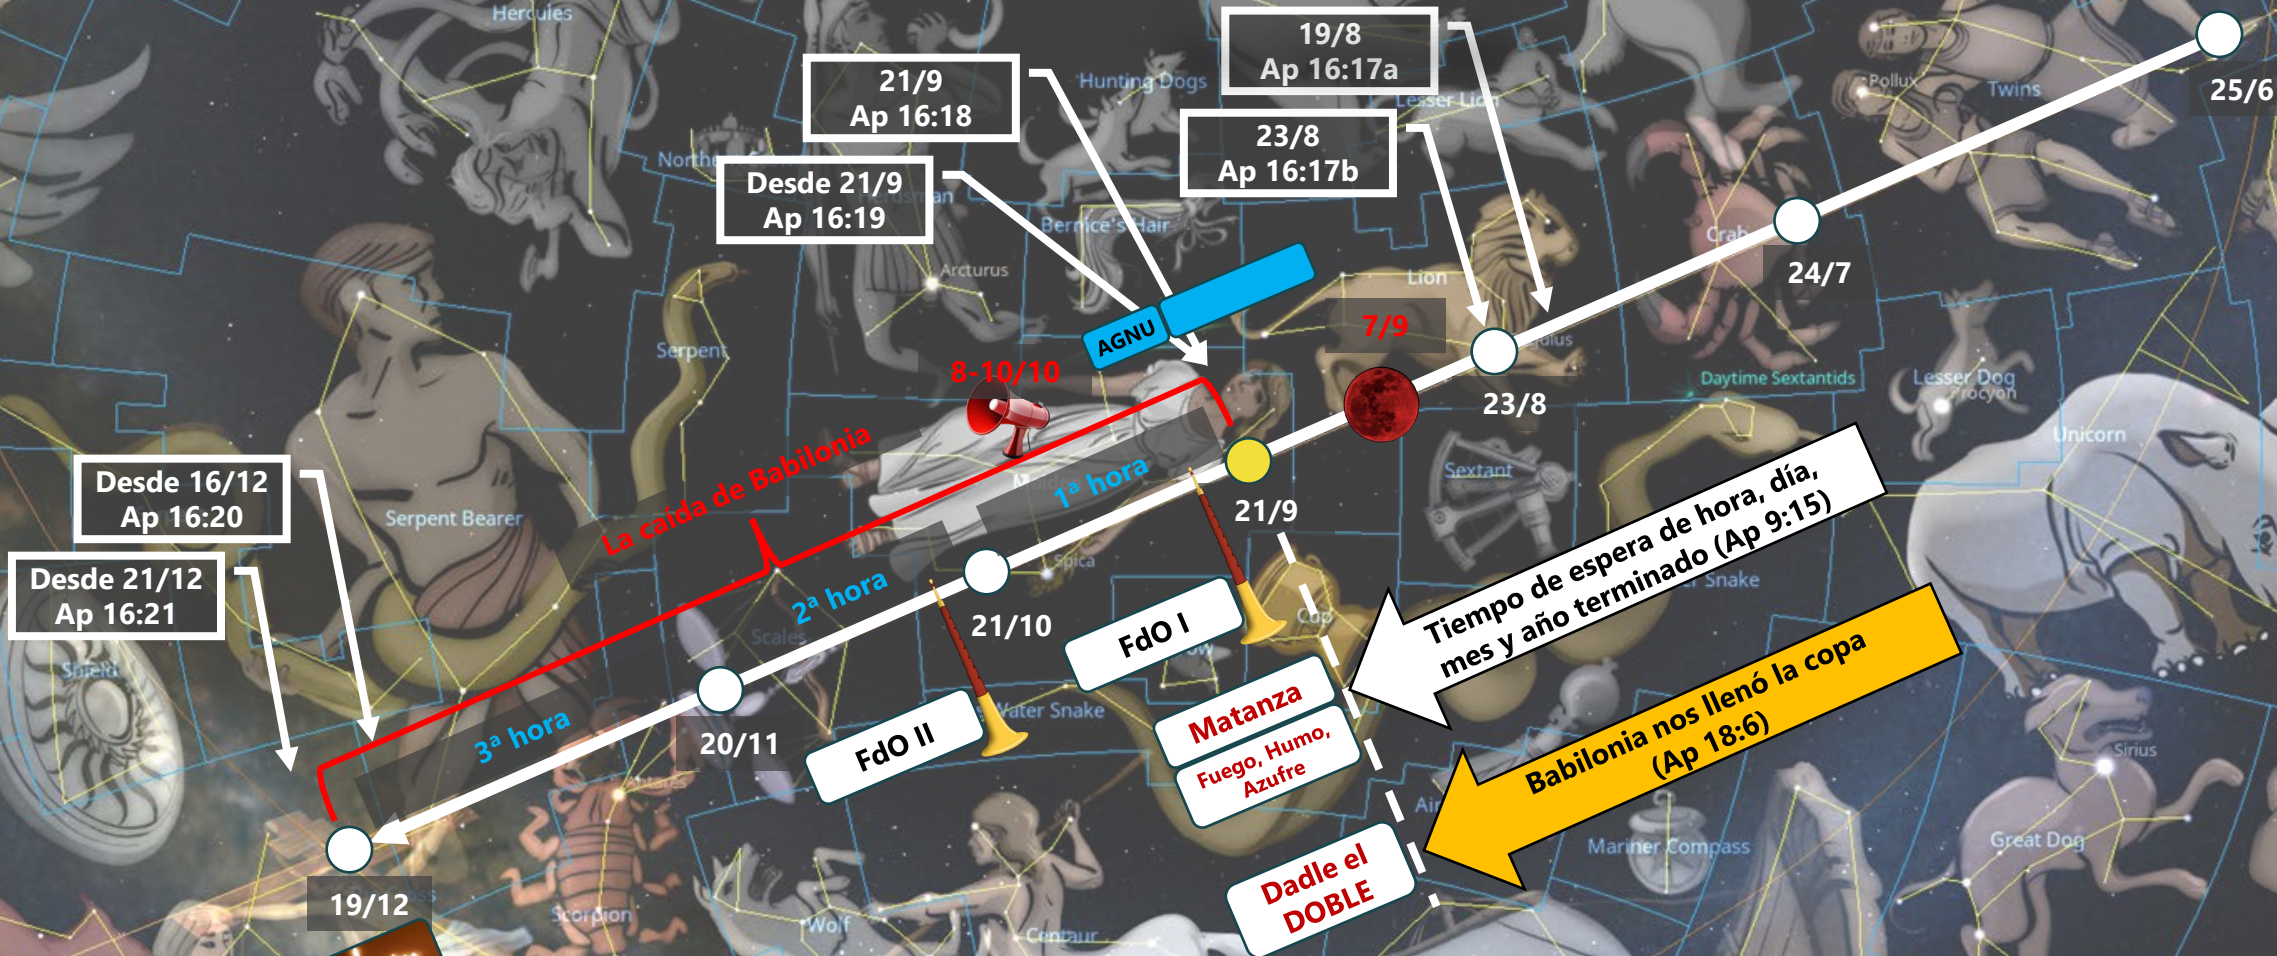 Hercules
19/8
Ap 16:17a
Pollux
Twins
25/6
21/9
Ap 16:18
Hunting Dogs
Lesser Lion
23/8
Ap 16:17b
Desde 21/9
Ap 16:19
Bernice's Hair
Crab
Arcturus
Lion
24/7
Serpent
AGNU
7/9
8-10/10
Daytime Sextantids
Lesser Dog
Procyon
23/8
Unicorn
La caída de Babilonia
1ª hora
Sextant
Desde 16/12
Ap 16:20
Serpent Bearer
21/9
Tiempo de espera de hora, día,
mes y año terminado (Ap 9:15)
Spica
Snake
Desde 21/12
Ap 16:21
2ª hora
21/10
FdO I
Cup
Scales
Shield
Matanza
Babilonia nos llenó la copa
(Ap 18:6)
Water Snake
3ª hora
20/11
FdO II
Fuego, Humo,
Azufre
Sirius
Antares
Mariner Compass
Great Dog
Dadle el
DOBLE
19/12
Scorpion
Wolf
Centaur